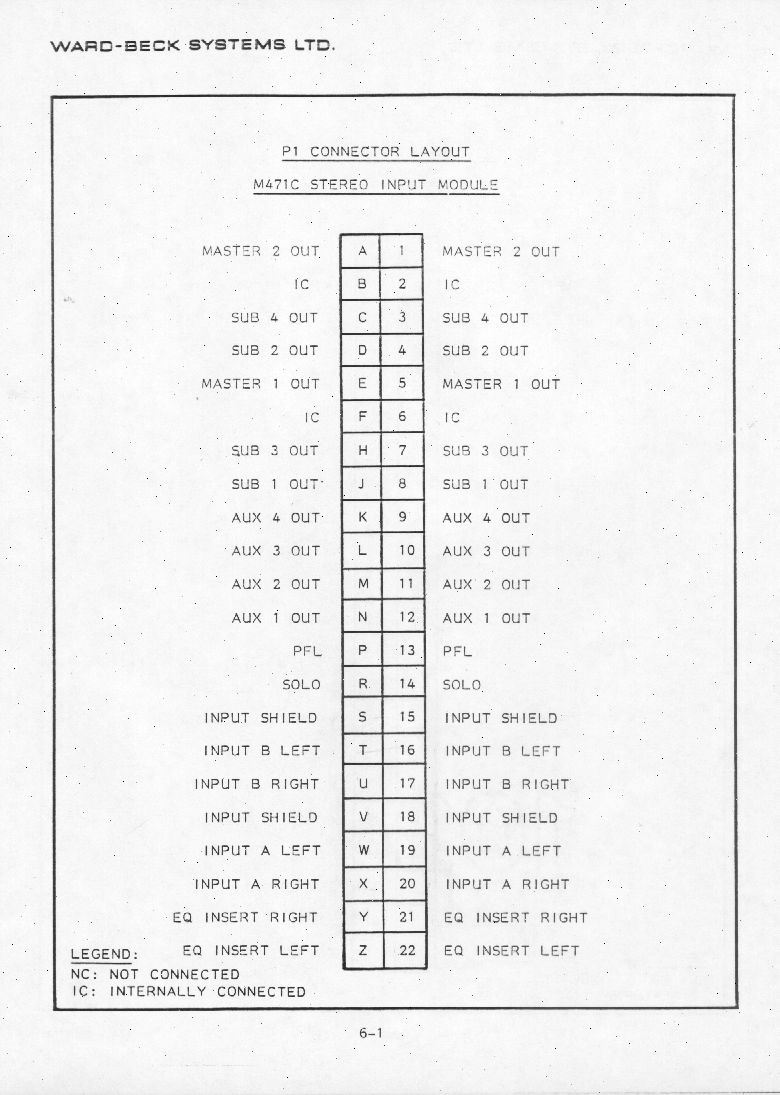 WARD-BECK SYSTEMS LTD.
P1 CONNECTOR LAYOUT
M471C STEREO INPUT MODULE
MASTER 2 OUT A 1 MASTER 2 OUT
IC B 2 IC
SUB 4 OUT C 3 SUB 4 OUT
SUB 2 OUT D 4 SUB 2 OUT
MASTER 1 OUT E 5 MASTER 1 OUT
IC F 6 IC
SUB 3 OUT H 7 SUB 3 OUT
SUB 1 OUT J 8 SUB 1 OUT
AUX 4 OUT K 9 AUX 4 OUT
AUX 3 OUT L 10 AUX 3 OUT
AUX 2 OUT M 11 AUX 2 OUT
AUX 1 OUT N 12 AUX 1 OUT
PFL P 13 PFL
SOLO R 14 SOLO
INPUT SHIELD S 15 INPUT SHIELD
INPUT B LEFT T 16 INPUT B LEFT
INPUT B RIGHT U 17 INPUT B RIGHT
INPUT SHIELD V 18 INPUT SHIELD
INPUT A LEFT W 19 INPUT A LEFT
INPUT A RIGHT X 20 INPUT A RIGHT
EQ INSERT RIGHT Y 21 EQ INSERT RIGHT
EQ INSERT LEFT Z 22 EQ INSERT LEFT
LEGEND:
NC: NOT CONNECTED
IC: INTERNALLY CONNECTED
6-1